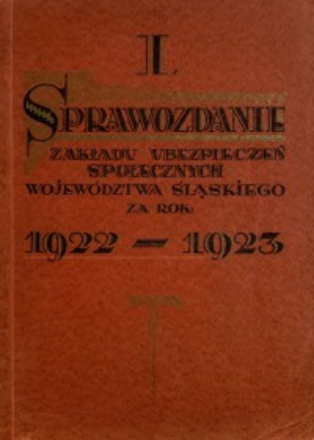 I.
SPRAWOZDANIE
ZAKŁADU UBEZPIECZEŃ
SPOŁECZNYCH
WOJEWÓDZTWA ŚLĄSKIEGO
ZA ROK
1922 — 1923